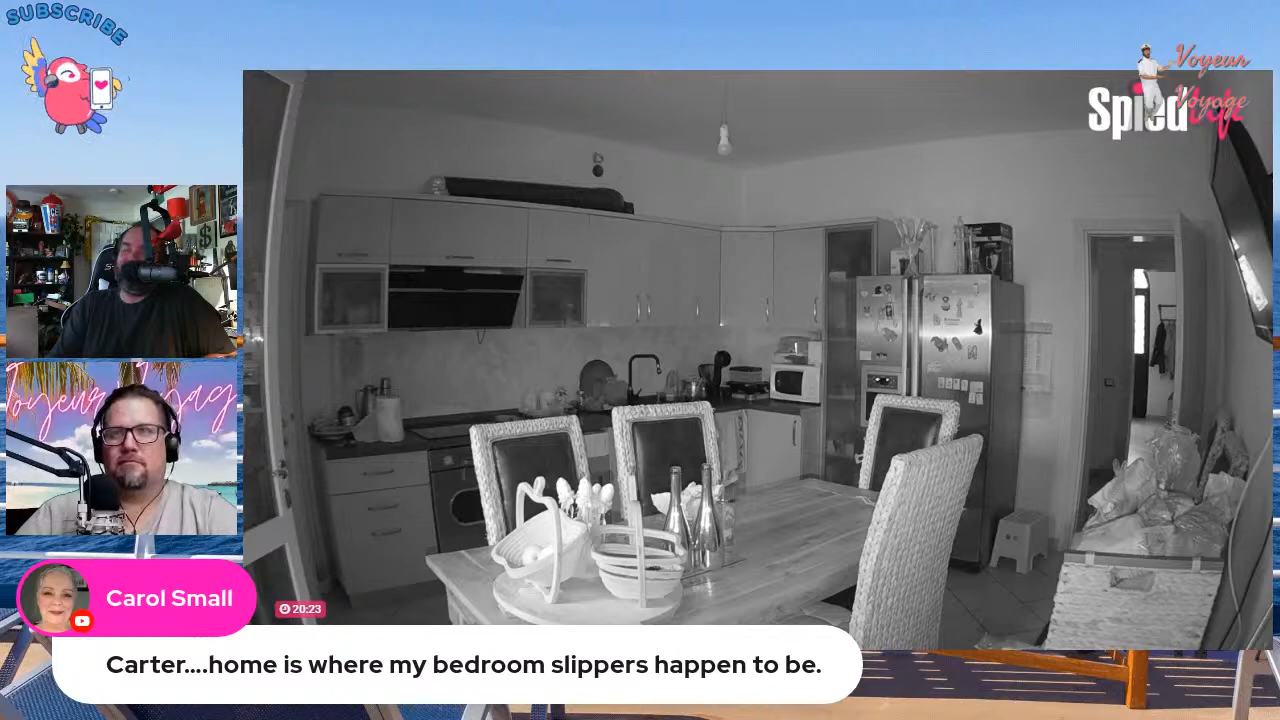 SUBSCRIBE
Voyeur
Voyage
Spied
20:23
Carol Small
Carter....home is where my bedroom slippers happen to be.